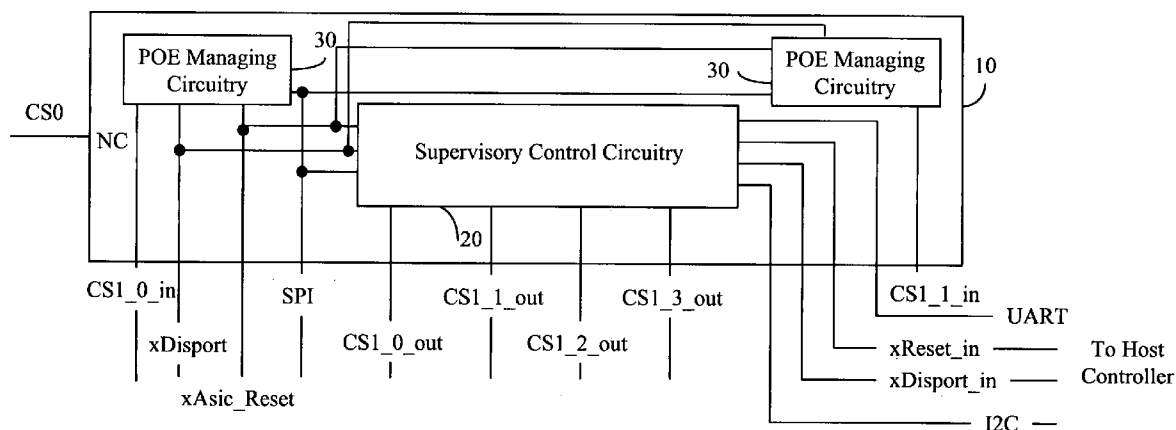 POE Managing
Circuitry
30
30
POE Managing
Circuitry
10
CS0
NC
Supervisory Control Circuitry
20
CS1_0_in
SPI
CS1_1_out
CS1_3_out
CS1_1_in
UART
xDisport
CS1_0_out
CS1_2_out
xReset_in
To Host
Controller
xDisport_in
xAsic_Reset
I2C